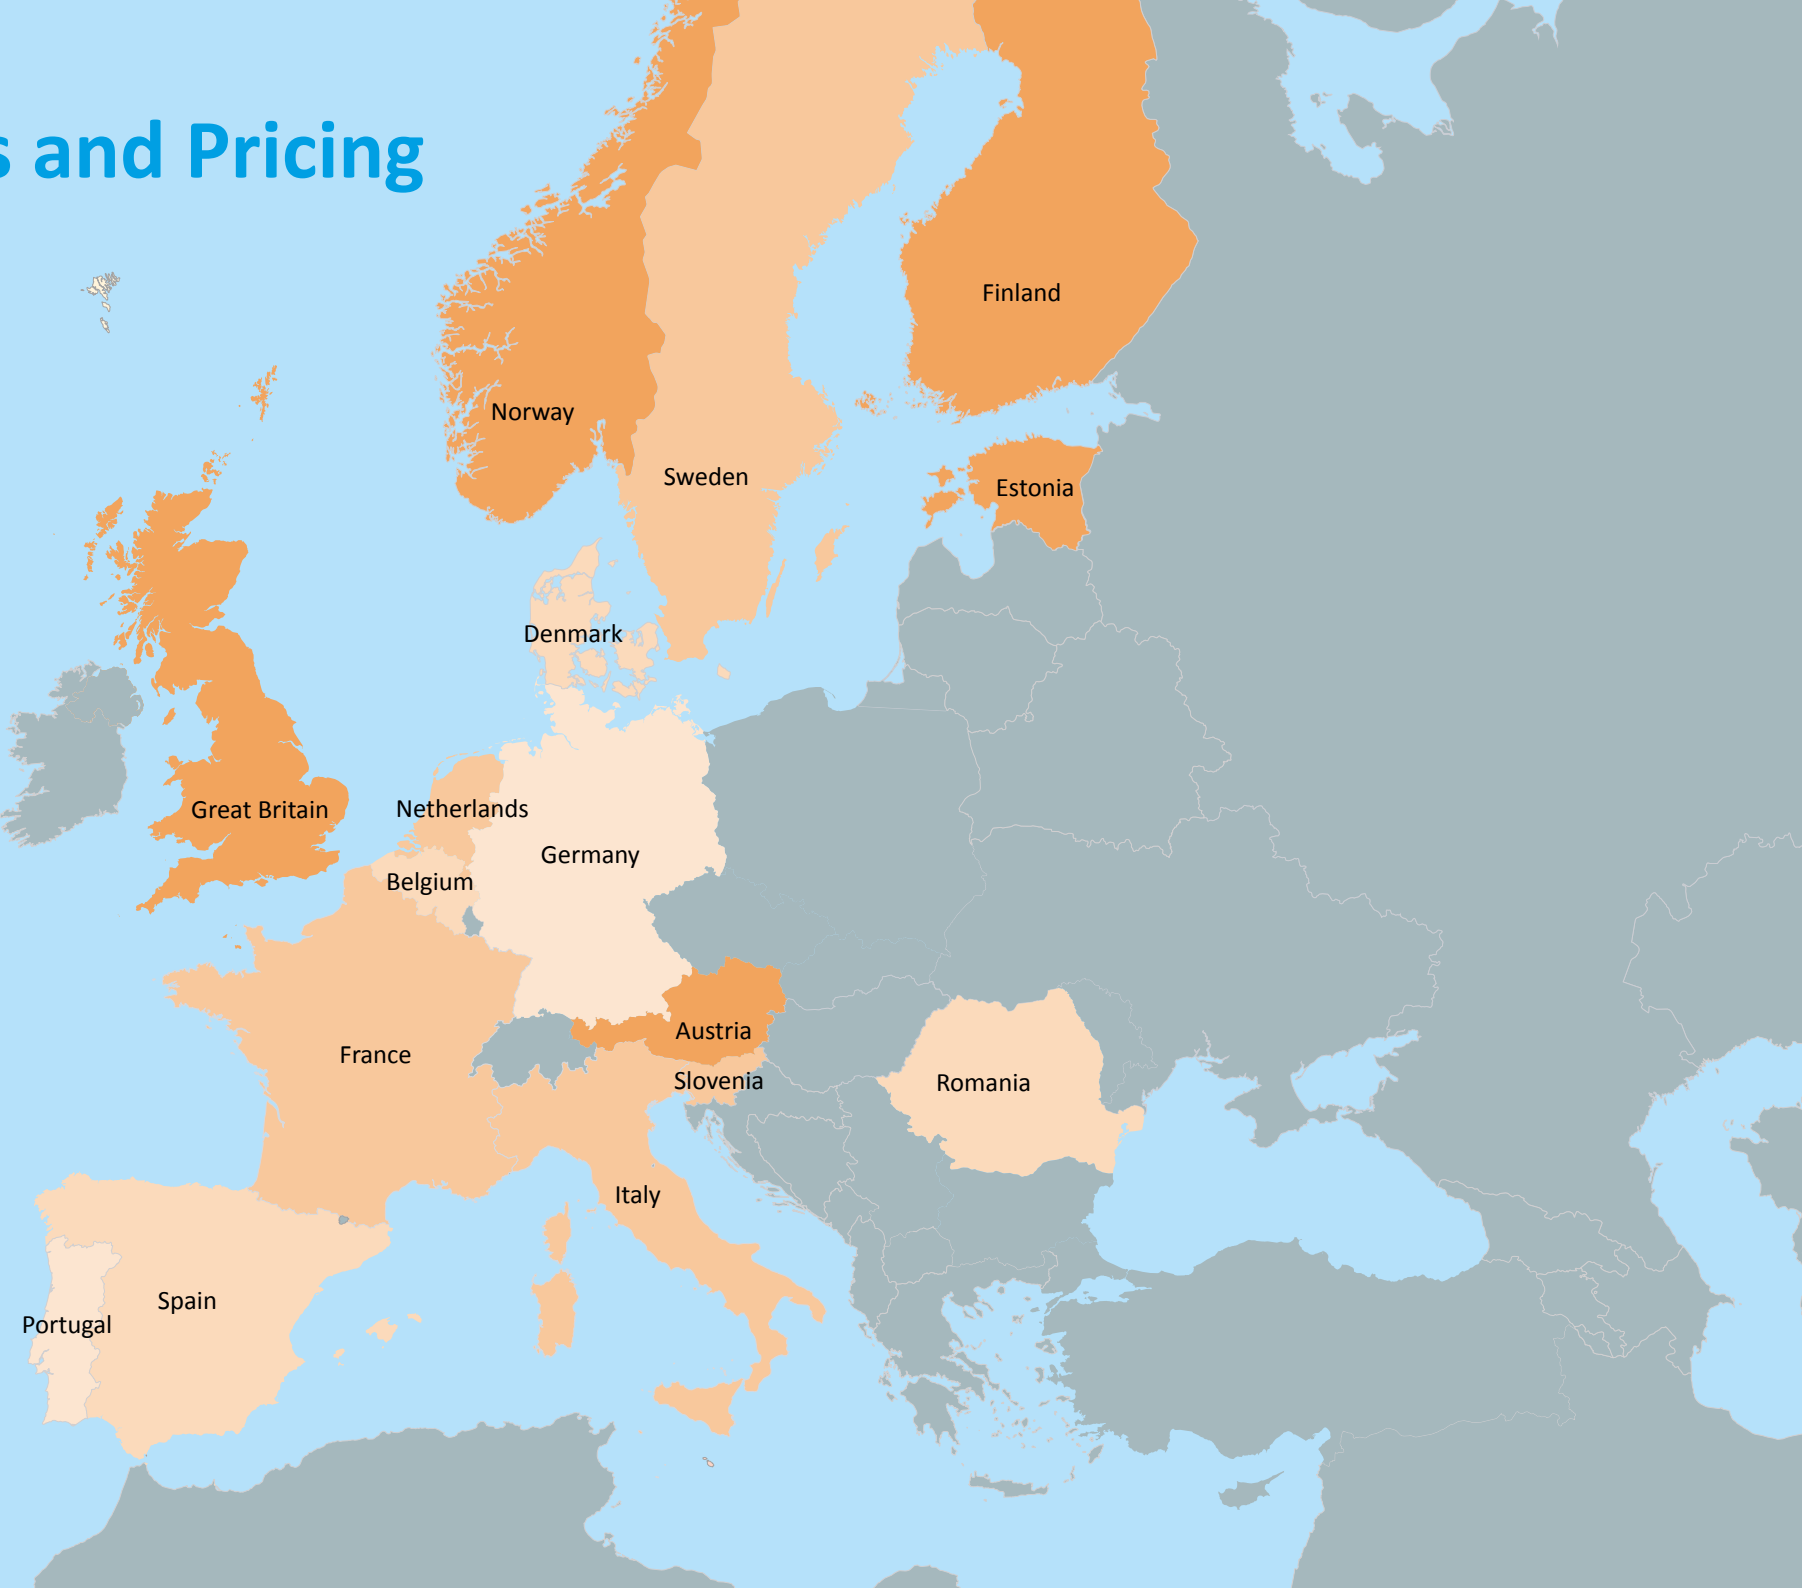 s and Pricing
Finland
Norway
Sweden
Estonia
Denmark
Netherlands
Great Britain
Germany
Belgium
Austria
France
Slovenia
Romania
Italy
Spain
Portugal